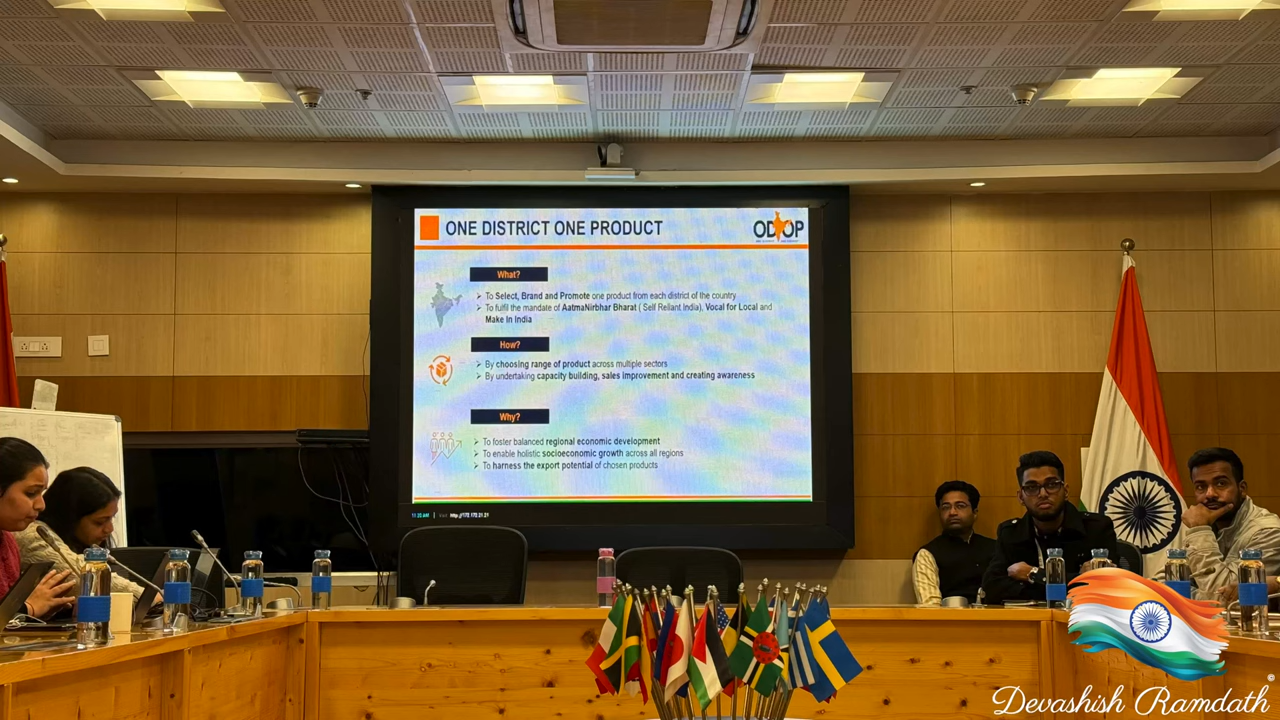 ONE DISTRICT ONE PRODUCT
ODOP
What?
➤ To Select, Brand and Promote one product from each district of the country
➤ To fulfil the mandate of AatmaNirbhar Bharat ( Self Reliant India), Vocal for Local and
Make In India
How?
➤ By choosing range of product across multiple sectors
➤ By undertaking capacity building, sales improvement and creating awareness
Why?
➤ To foster balanced regional economic development
➤ To enable holistic socioeconomic growth across all regions
➤ To harness the export potential of chosen products
Devashish Ramdath ©